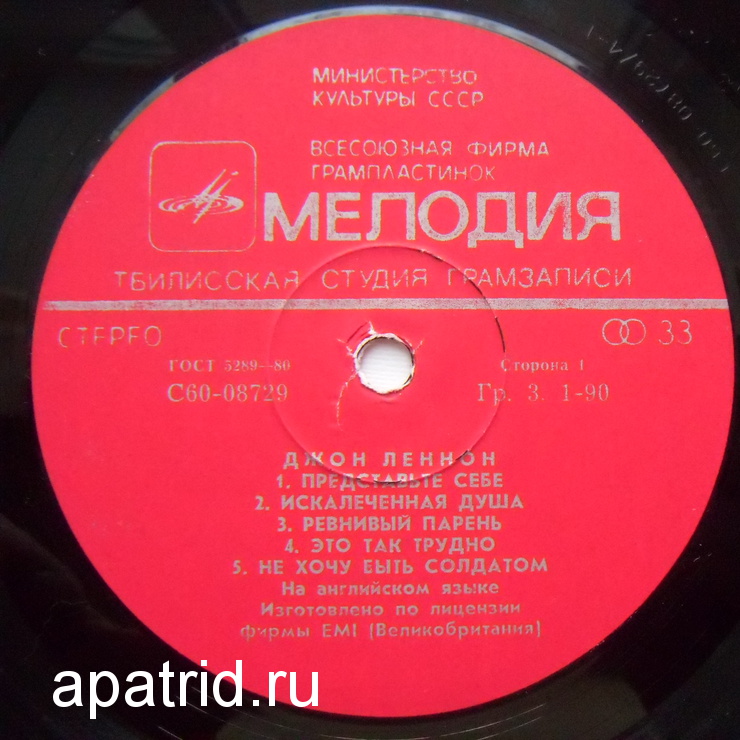 МИНИСТЕРСТВО
КУЛЬТУРЫ СССР
ВСЕСОЮЗНАЯ ФИРМА
ГРАМПЛАСТИНОК
МЕЛОДИЯ
ТБИЛИССКАЯ СТУДИЯ ГРАМЗАПИСИ
СТЕРЕО 33
ГОСТ 5289—80 Сторона 1
С60-08729 Гр. 3. 1-90
ДЖОН ЛЕННОН
1. ПРЕДСТАВЬТЕ СЕБЕ
2. ИСКАЛЕЧЕННАЯ ДУША
3. РЕВНИВЫЙ ПАРЕНЬ
4. ЭТО ТАК ТРУДНО
5. НЕ ХОЧУ БЫТЬ СОЛДАТОМ
На английском языке
Изготовлено по лицензии
фирмы EMI (Великобритания)
apatrid.ru